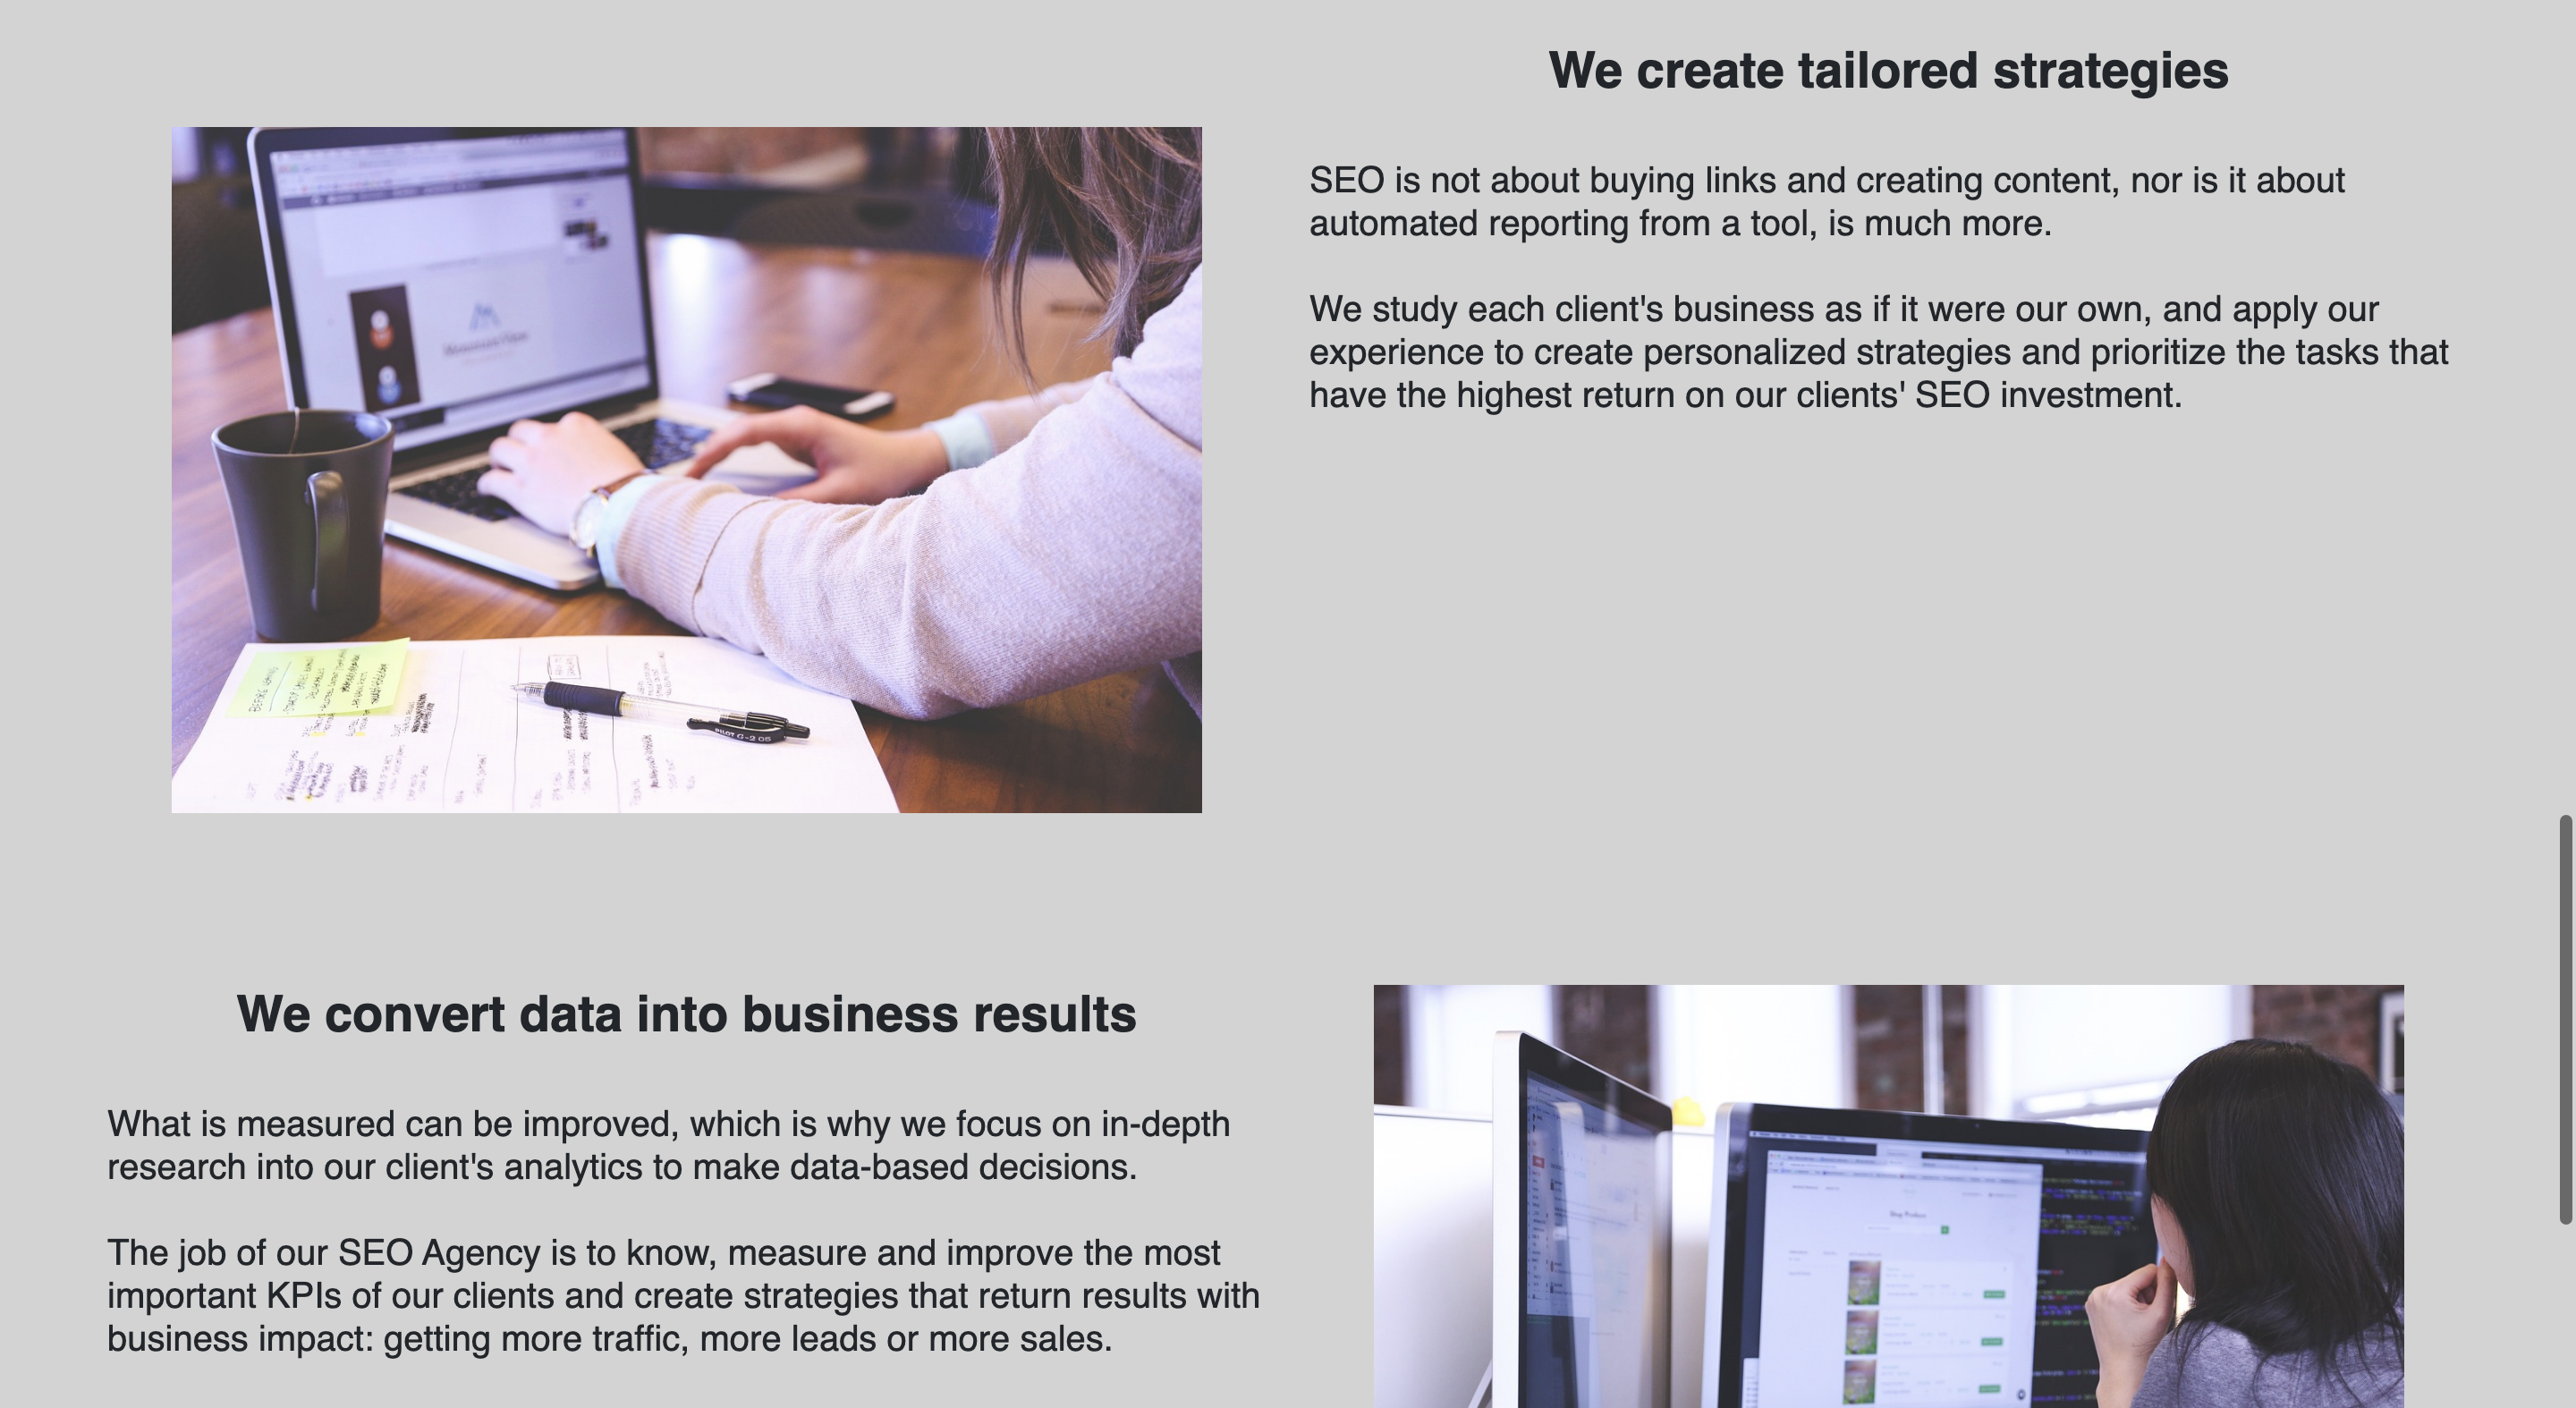 We create tailored strategies
SEO is not about buying links and creating content, nor is it about
automated reporting from a tool, is much more.
We study each client's business as if it were our own, and apply our
experience to create personalized strategies and prioritize the tasks that
have the highest return on our clients' SEO investment.
PILOT G-2 05
We convert data into business results
What is measured can be improved, which is why we focus on in-depth
research into our client's analytics to make data-based decisions.
The job of our SEO Agency is to know, measure and improve the most
important KPIs of our clients and create strategies that return results with
business impact: getting more traffic, more leads or more sales.